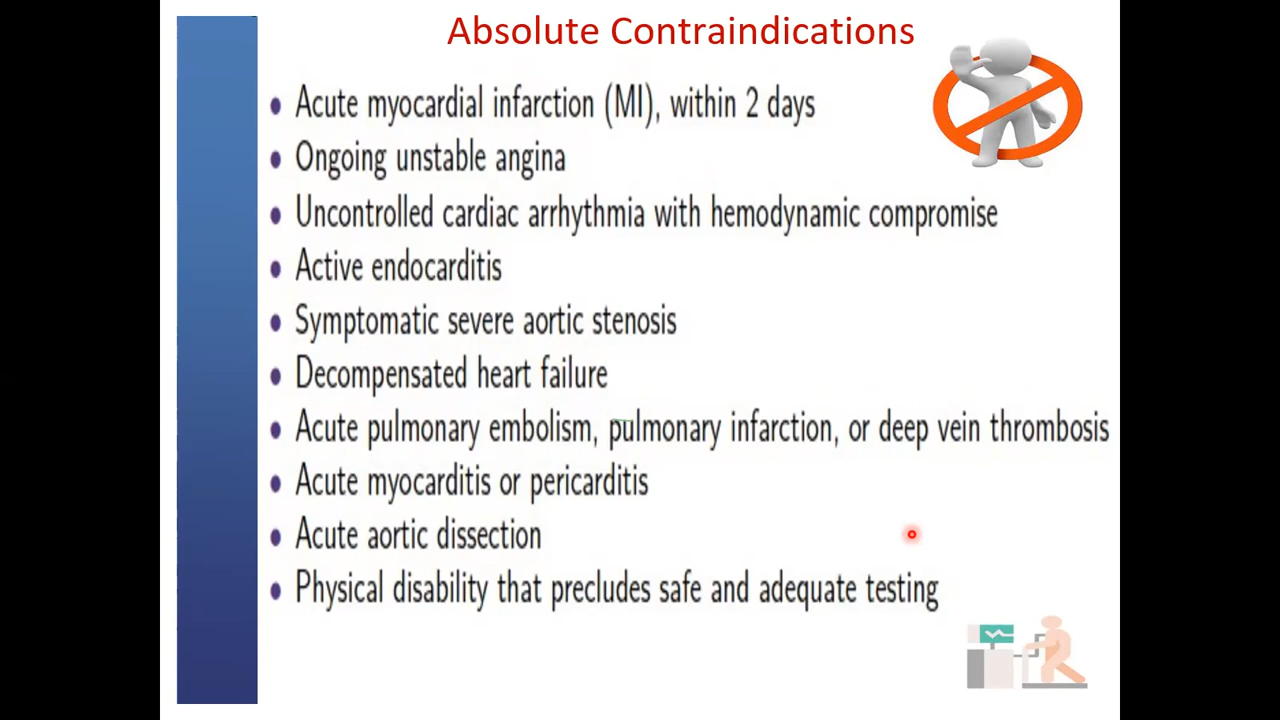 Absolute Contraindications
• Acute myocardial infarction (MI), within 2 days
• Ongoing unstable angina
• Uncontrolled cardiac arrhythmia with hemodynamic compromise
• Active endocarditis
• Symptomatic severe aortic stenosis
• Decompensated heart failure
• Acute pulmonary embolism, pulmonary infarction, or deep vein thrombosis
• Acute myocarditis or pericarditis
• Acute aortic dissection
• Physical disability that precludes safe and adequate testing